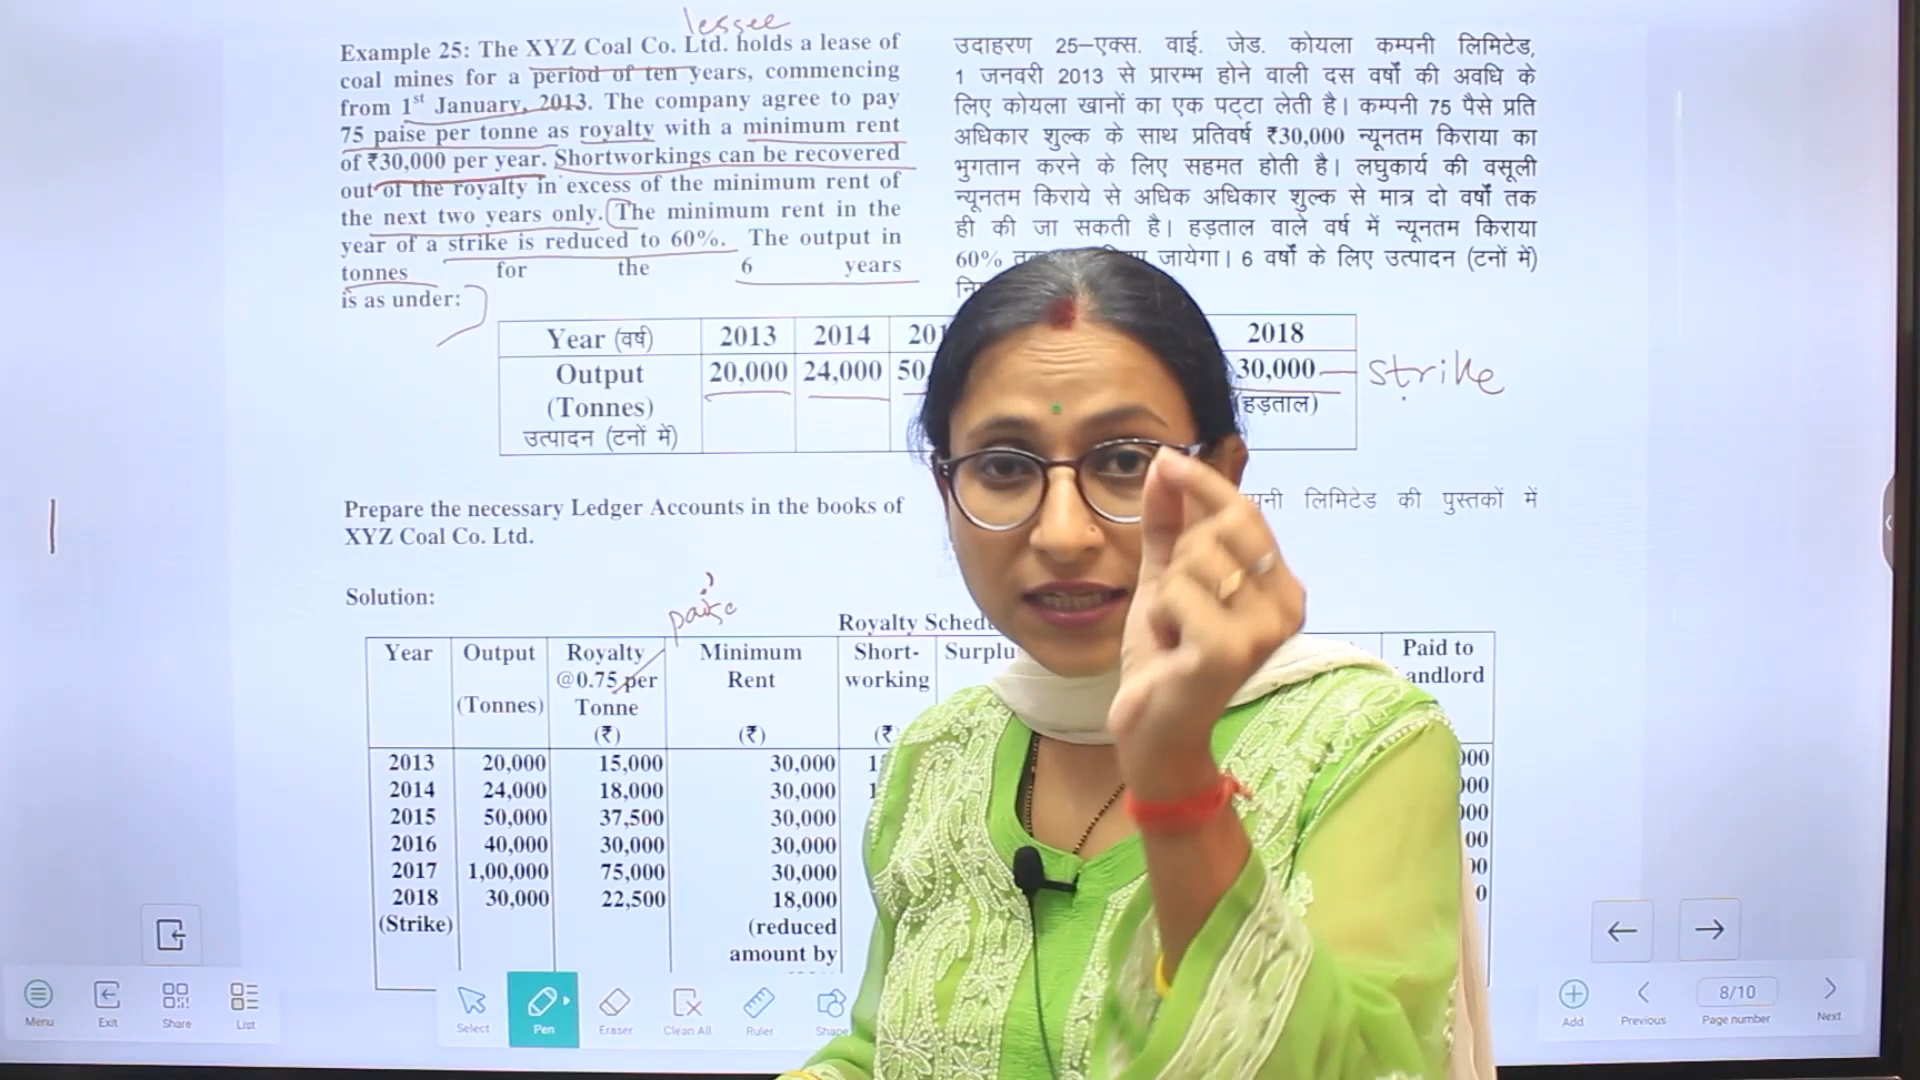 lessee
Example 25: The XYZ Coal Co. Ltd. holds a lease of
coal mines for a period of ten years, commencing
from 1st January, 2013. The company agree to pay
75 paise per tonne as royalty with a minimum rent
of ₹30,000 per year. Shortworkings can be recovered
out of the royalty in excess of the minimum rent of
the next two years only. The minimum rent in the
year of a strike is reduced to 60%. The output in
tonnes for the 6 years
is as under:
उदाहरण 25–एक्स. वाई. जेड. कोयला कम्पनी लिमिटेड,
1 जनवरी 2013 से प्रारम्भ होने वाली दस वर्षों की अवधि के
लिए कोयला खानों का एक पट्टा लेती है। कम्पनी 75 पैसे प्रति
अधिकार शुल्क के साथ प्रतिवर्ष ₹30,000 न्यूनतम किराया का
भुगतान करने के लिए सहमत होती है। लघुकार्य की वसूली
न्यूनतम किराये से अधिक अधिकार शुल्क से मात्र दो वर्षों तक
ही की जा सकती है। हड़ताल वाले वर्ष में न्यूनतम किराया
60% जायेगा। 6 वर्षों के लिए उत्पादन (टनों में)
Year (वर्ष) 2013 2014 2018
Output 20,000 24,000 30,000 strike
(Tonnes) (हड़ताल)
उत्पादन (टनों में)
Prepare the necessary Ledger Accounts in the books of
XYZ Coal Co. Ltd.
लिमिटेड की पुस्तकों में
Solution:
paise
Royalty
Year Output Royalty Minimum Short- Paid to
@0.75 per Rent working
(Tonnes) Tonne
(₹) (₹) (₹
2013 20,000 15,000 30,000
2014 24,000 18,000 30,000
2015 50,000 37,500 30,000
2016 40,000 30,000 30,000
2017 1,00,000 75,000 30,000
2018 30,000 22,500 18,000
(Strike) (reduced
amount by
Menu Exit Share List
Select Pen Eraser Clean All Ruler Shape
8/10
Add Previous Page number Next